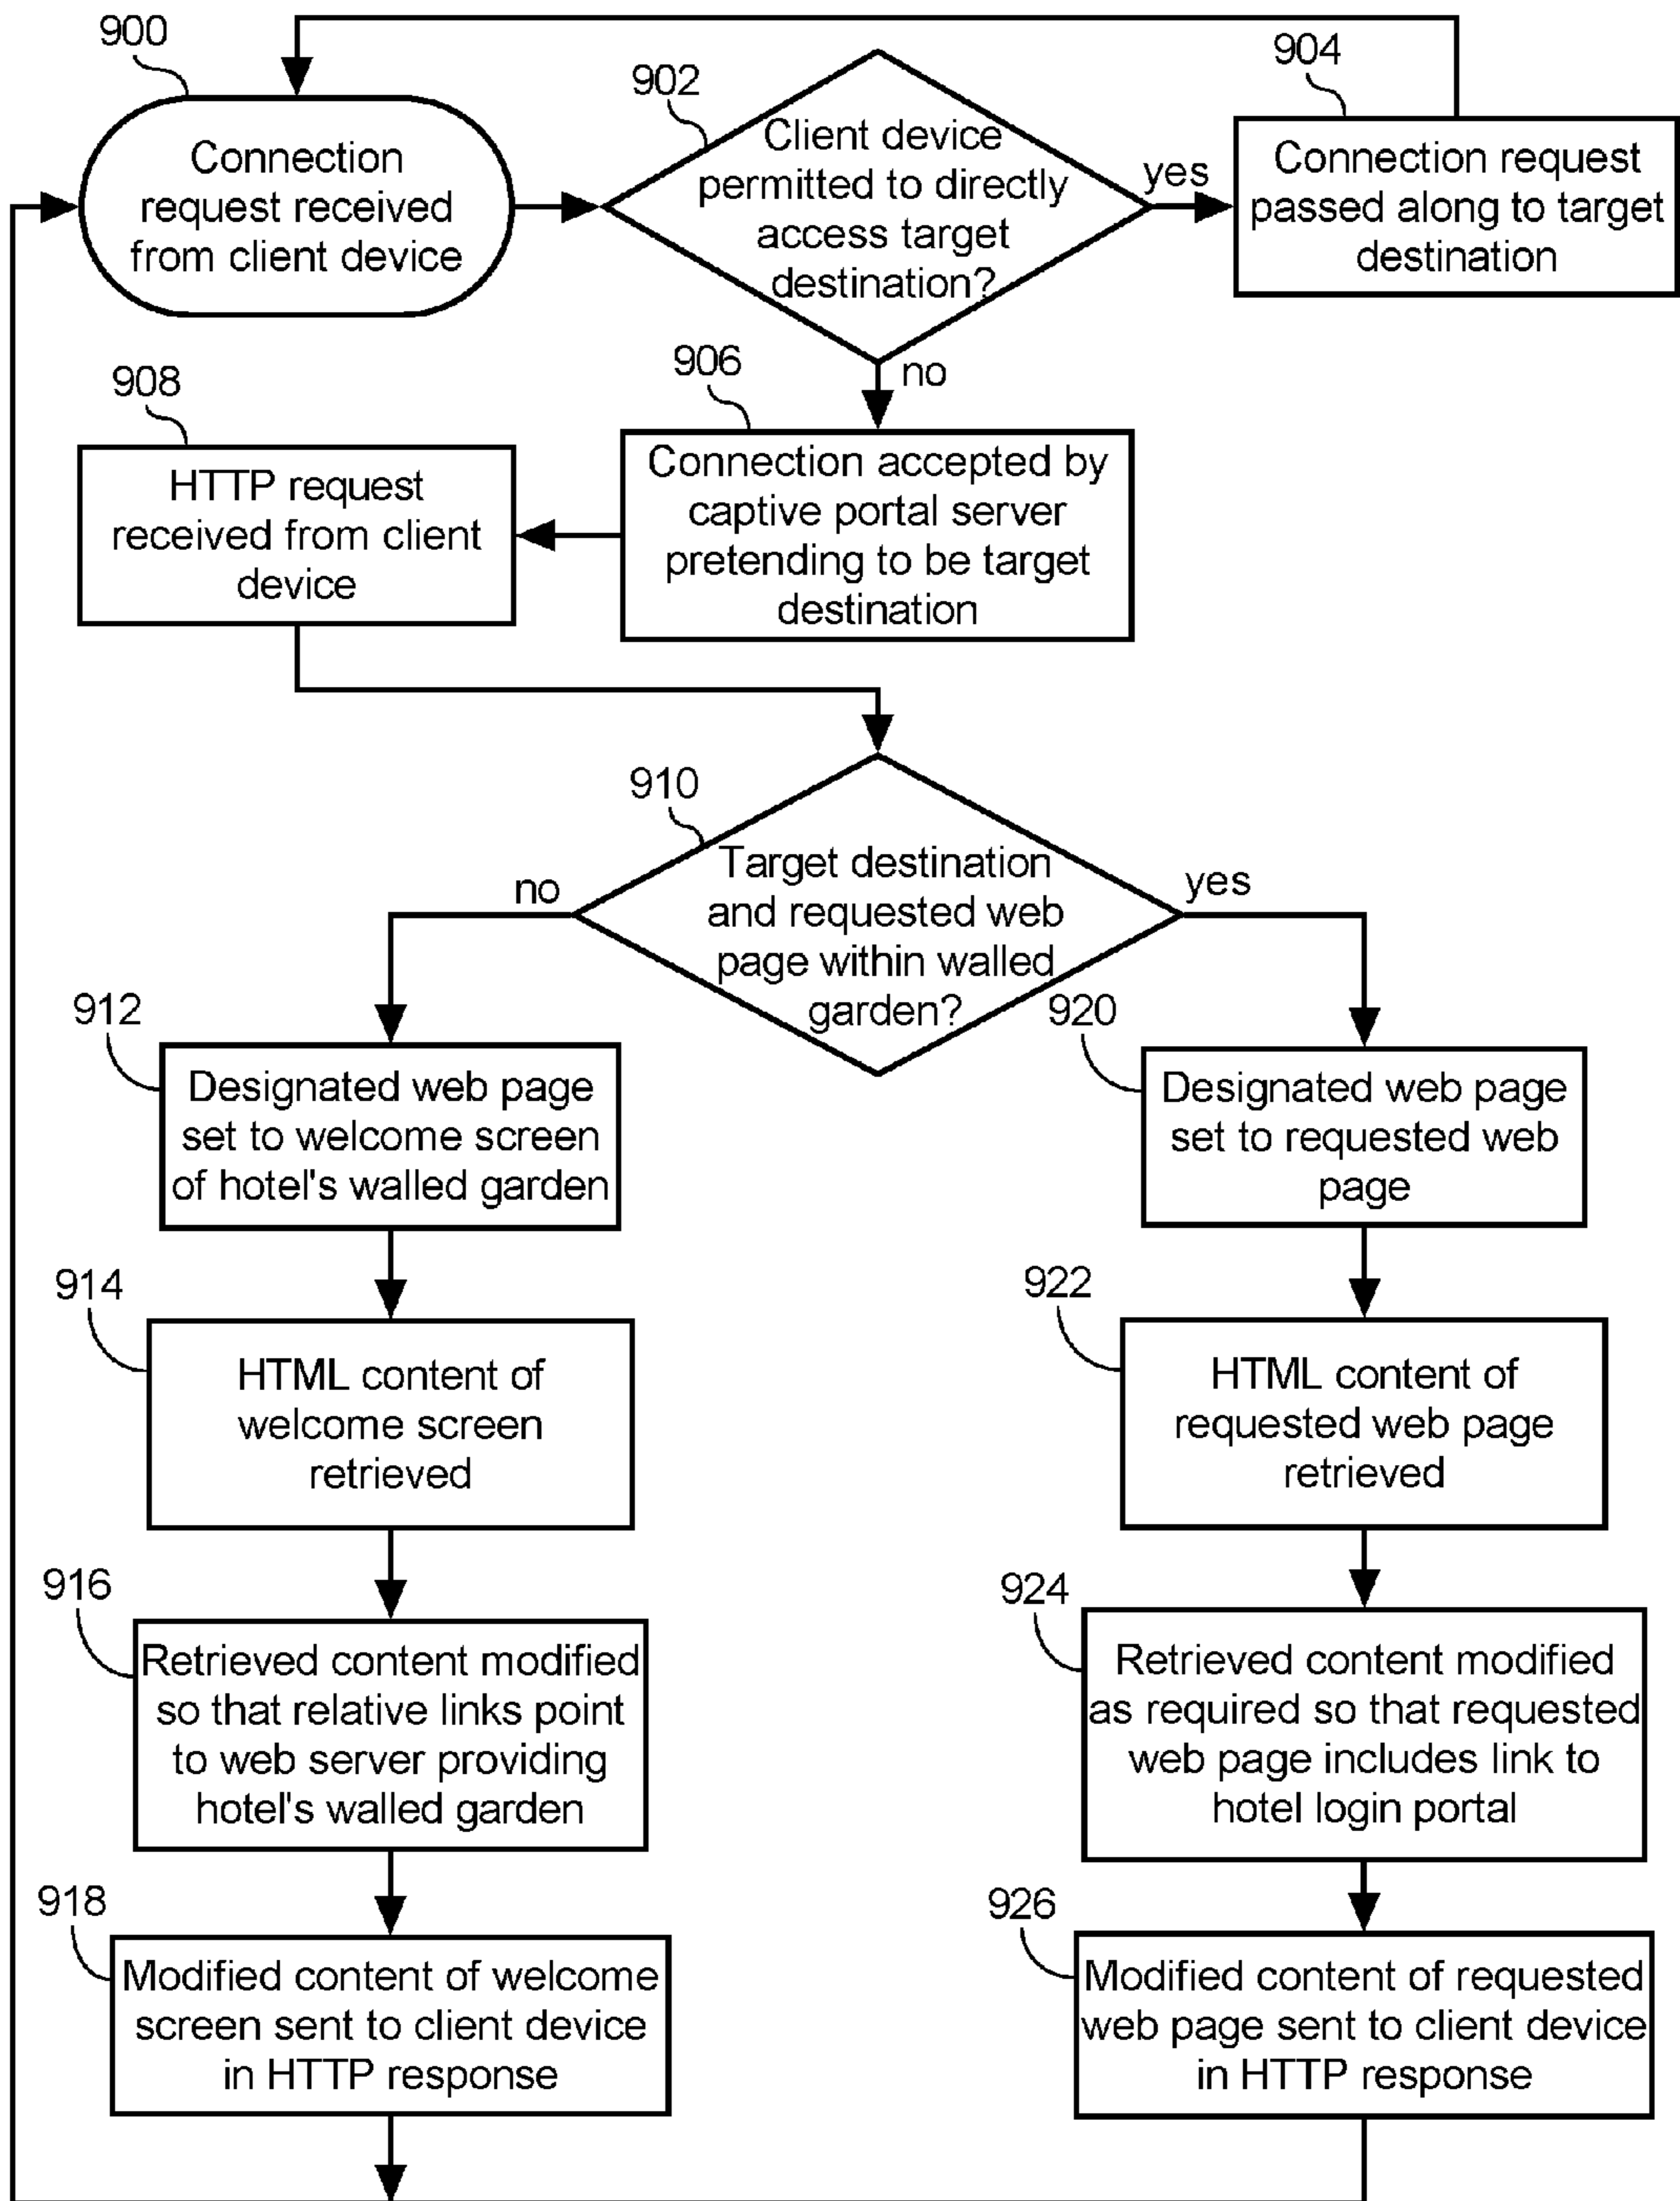 900
Connection
request received
from client device
902
Client device
permitted to directly
access target
destination?
yes
904
Connection request
passed along to target
destination
no
906
Connection accepted by
captive portal server
pretending to be target
destination
908
HTTP request
received from client
device
910
Target destination
and requested web
page within walled
garden?
no
yes
912
Designated web page
set to welcome screen
of hotel's walled garden
920
Designated web page
set to requested web
page
914
HTML content of
welcome screen
retrieved
922
HTML content of
requested web page
retrieved
916
Retrieved content modified
so that relative links point
to web server providing
hotel's walled garden
924
Retrieved content modified
as required so that requested
web page includes link to
hotel login portal
918
Modified content of welcome
screen sent to client device
in HTTP response
926
Modified content of requested
web page sent to client device
in HTTP response